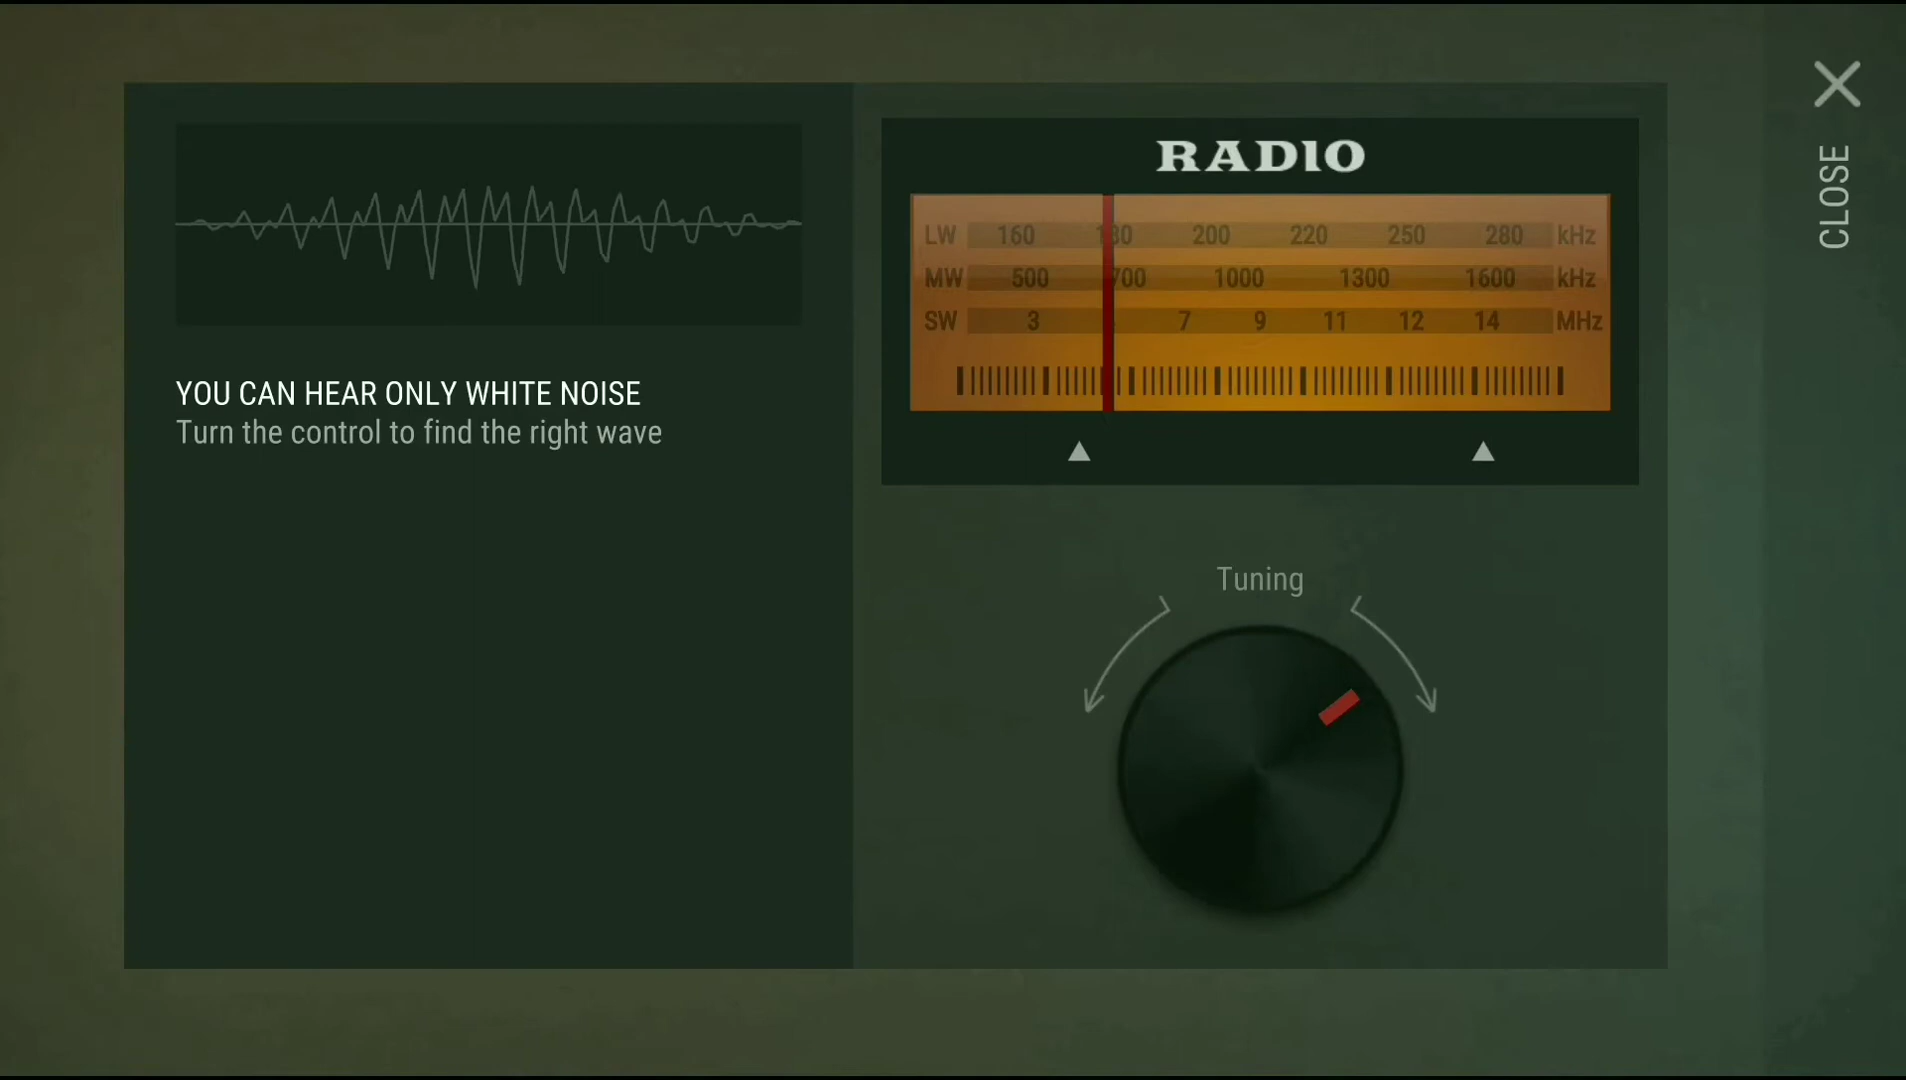 RADIO
CLOSE
LW 160 180 200 220 250 280 kHz
MW 500 700 1000 1300 1600 kHz
SW 3 7 9 11 12 14 MHz
YOU CAN HEAR ONLY WHITE NOISE
Turn the control to find the right wave
Tuning